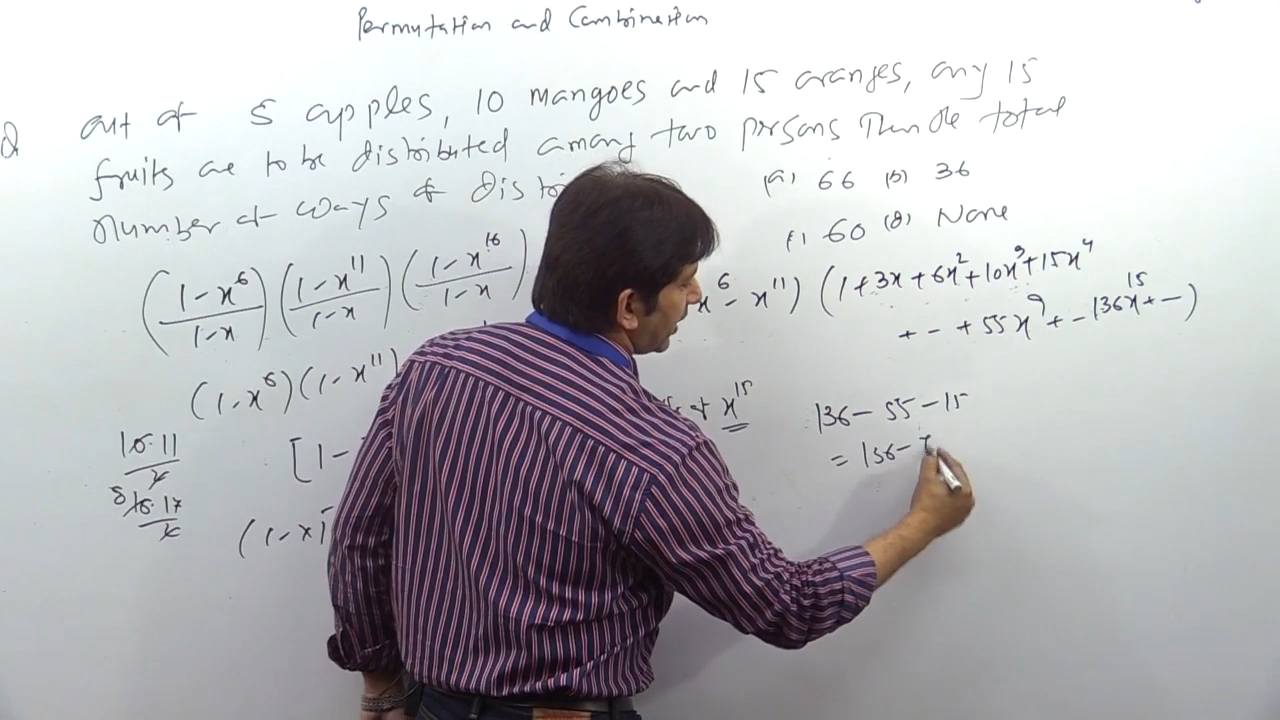 Permutation and Combination
Q out of 5 apples, 10 mangoes and 15 oranges, any 15
fruits are to be distributed among two persons Then the total
number of ways of
(a) 66 (b) 36
(c) 60 (d) None
(1-x^6/1-x) (1-x^11/1-x) (1-x^16/1-x)
x^6 - x^11) (1+3x+6x^2+10x^3+15x^4
+ - + 55x^9 + - 136x^15 + -)
(1-x^6)(1-x^11)
x^15
136-55-15
= 136-
10.11/2
[1-
8 16.17/2
(1-x)^-